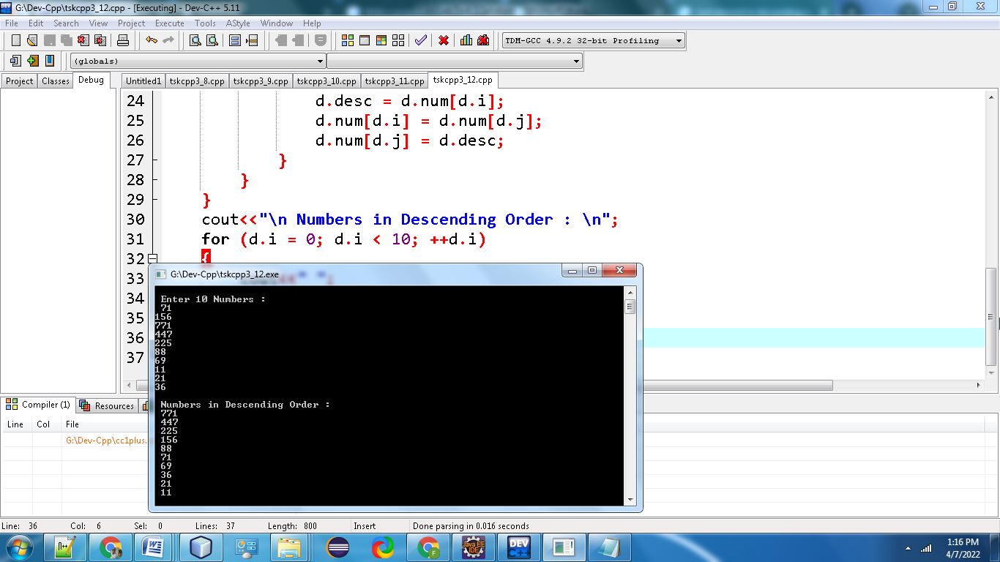 G:\Dev-Cpp\tskcpp3_12.cpp - [Executing] - Dev-C++ 5.11
File Edit Search View Project Execute Tools AStyle Window Help
TDM-GCC 4.9.2 32-bit Profiling
(globals)
Project Classes Debug
Untitled1 tskcpp3_8.cpp tskcpp3_9.cpp tskcpp3_10.cpp tskcpp3_11.cpp tskcpp3_12.cpp
24 d.desc = d.num[d.i];
25 d.num[d.i] = d.num[d.j];
26 d.num[d.j] = d.desc;
27 }
28 }
29 }
30 cout<<"\n Numbers in Descending Order : \n";
31 for (d.i = 0; d.i < 10; ++d.i)
32 {
33 cout<<" ";
34
35
36
37
G:\Dev-Cpp\tskcpp3_12.exe
Enter 10 Numbers :
71
156
771
447
225
88
69
11
21
36
Numbers in Descending Order :
771
447
225
156
88
71
69
36
21
11
Compiler (1) Resources
Line Col File
G:\Dev-Cpp\cc1plus.
Line: 36 Col: 6 Sel: 0 Lines: 37 Length: 800 Insert Done parsing in 0.016 seconds
n++ W F Java EE IDE DEV C++
1:16 PM
4/7/2022